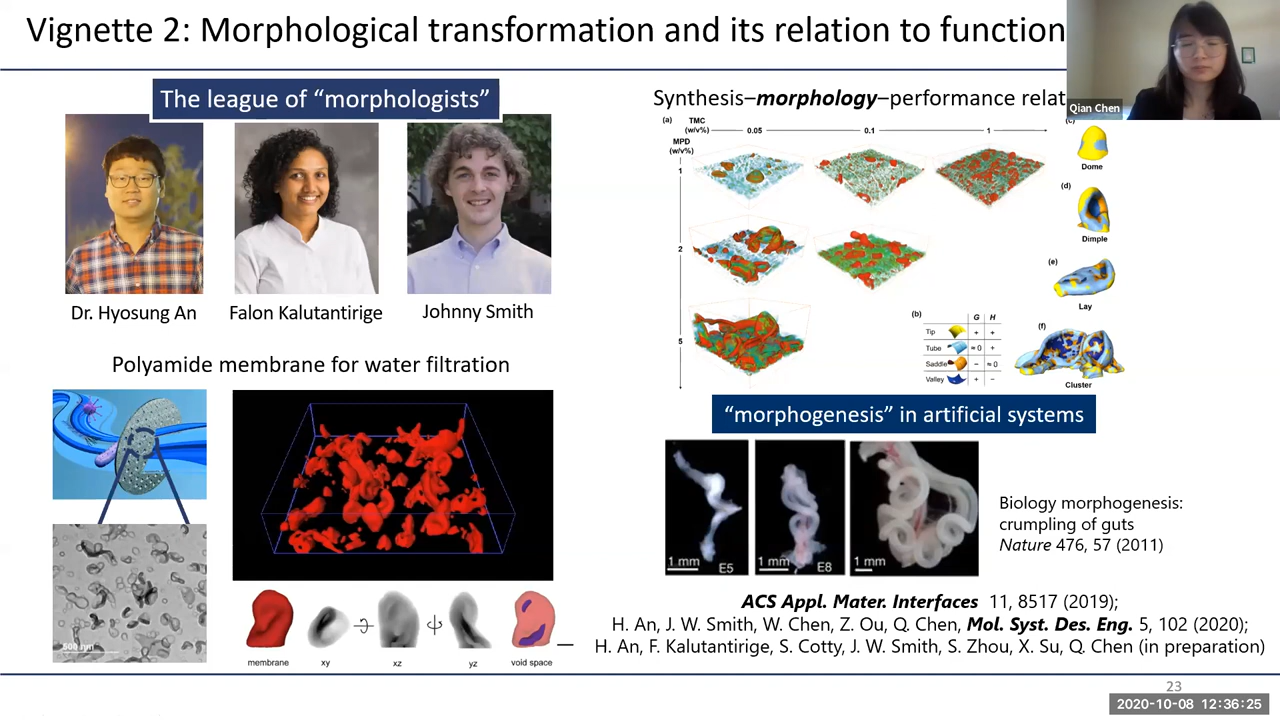 Vignette 2: Morphological transformation and its relation to function
Qian Chen
The league of “morphologists”
Dr. Hyosung An
Falon Kalutantirige
Johnny Smith
Polyamide membrane for water filtration
500 nm
membrane
xy
xz
yz
void space
Synthesis–morphology–performance relat
(a)
TMC
(w/v%)
0.05
0.1
1
MPD
(w/v%)
1
2
5
(b)
G
H
Tip + +
Tube ≈0 +
Saddle − ≈0
Valley + −
(c)
Dome
(d)
Dimple
(e)
Lay
(f)
Cluster
“morphogenesis” in artificial systems
1 mm
E5
1 mm
E8
1 mm
Biology morphogenesis:
crumpling of guts
Nature 476, 57 (2011)
ACS Appl. Mater. Interfaces 11, 8517 (2019);
H. An, J. W. Smith, W. Chen, Z. Ou, Q. Chen, Mol. Syst. Des. Eng. 5, 102 (2020);
H. An, F. Kalutantirige, S. Cotty, J. W. Smith, S. Zhou, X. Su, Q. Chen (in preparation)
23
2020-10-08 12:36:25